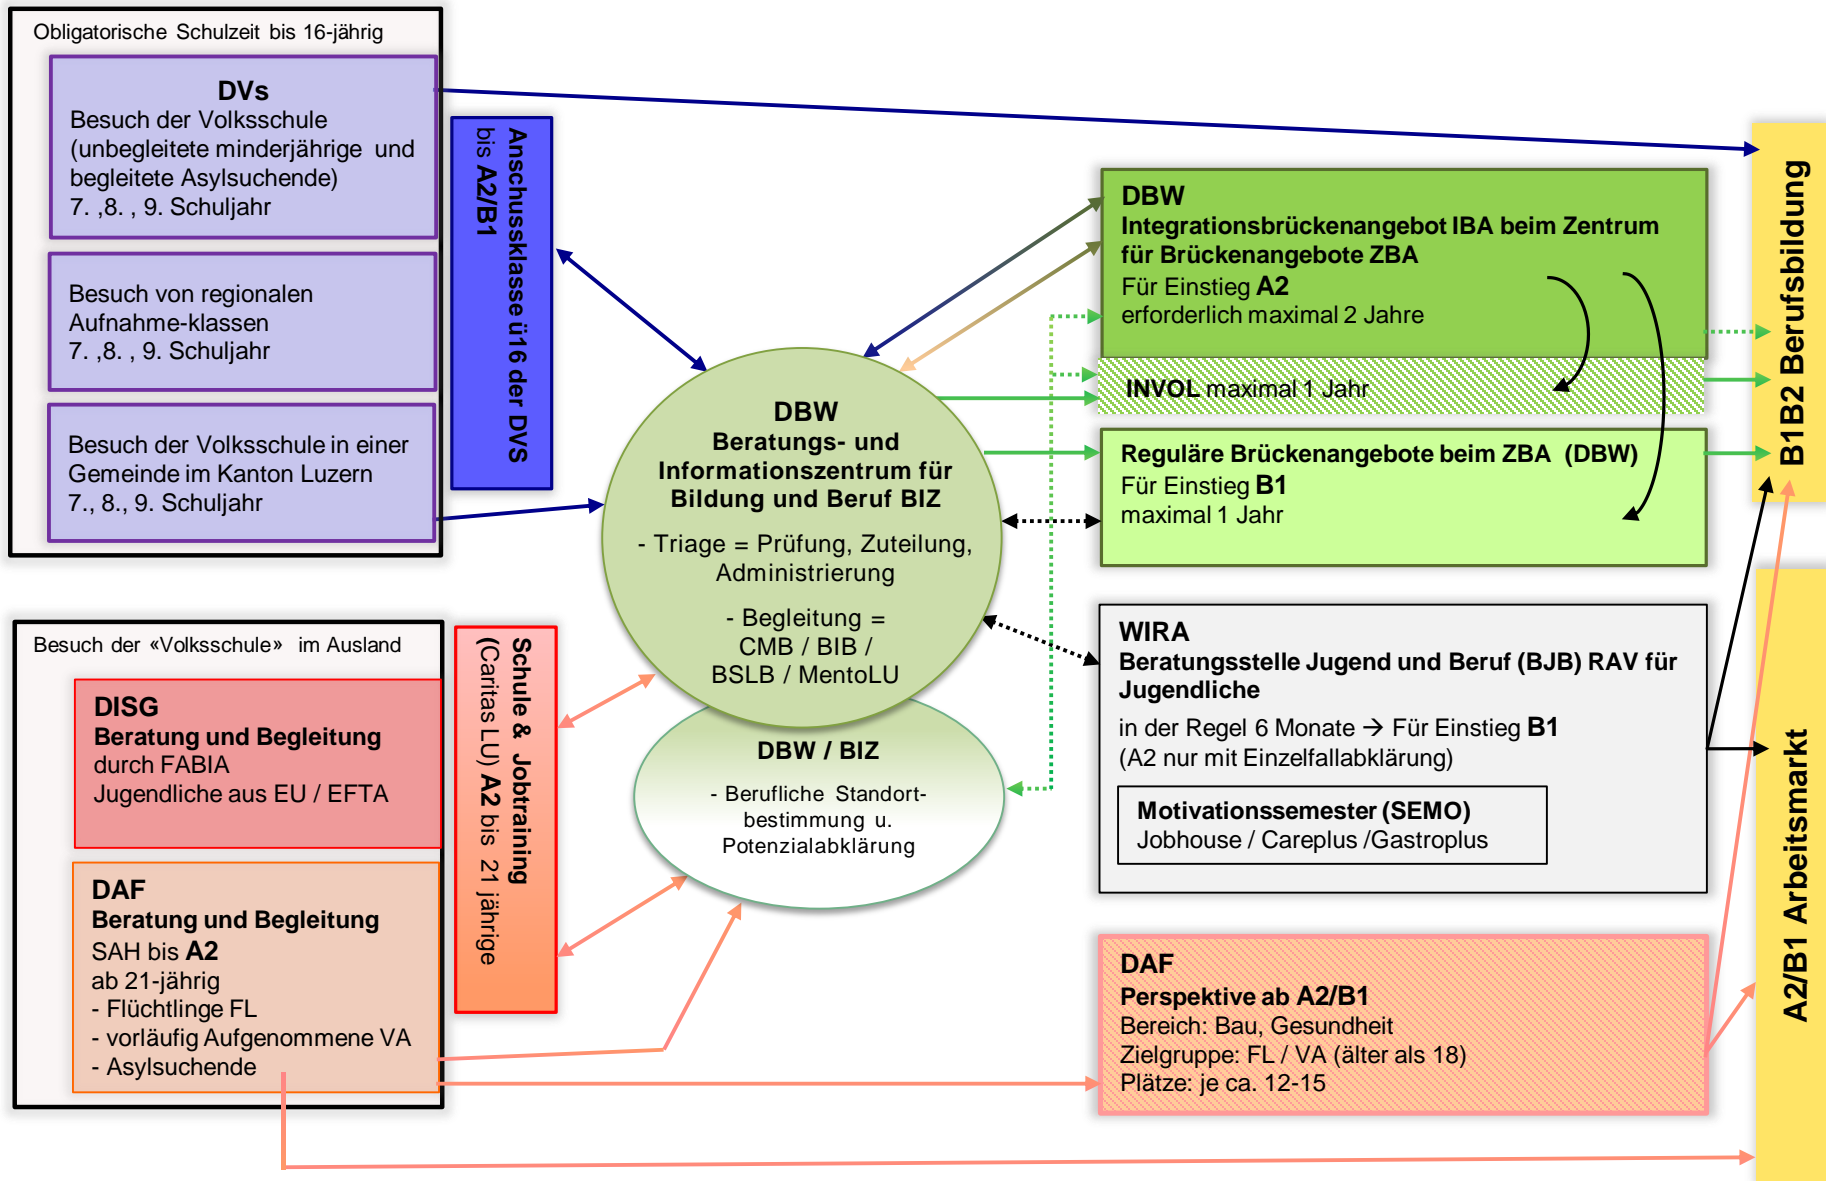 Obligatorische Schulzeit bis 16-jährig
DVs
Besuch der Volksschule
(unbegleitete minderjährige und
begleitete Asylsuchende)
7. ,8. , 9. Schuljahr
Besuch von regionalen
Aufnahme-klassen
7. ,8. , 9. Schuljahr
Besuch der Volksschule in einer
Gemeinde im Kanton Luzern
7., 8., 9. Schuljahr
Anschussklasse ü16 der DVS
bis A2/B1
Besuch der «Volksschule» im Ausland
DISG
Beratung und Begleitung
durch FABIA
Jugendliche aus EU / EFTA
DAF
Beratung und Begleitung
SAH bis A2
ab 21-jährig
- Flüchtlinge FL
- vorläufig Aufgenommene VA
- Asylsuchende
Schule & Jobtraining
(Caritas LU) A2 bis 21 jährige
DBW
Beratungs- und
Informationszentrum für
Bildung und Beruf BIZ
- Triage = Prüfung, Zuteilung,
Administrierung
- Begleitung =
CMB / BIB /
BSLB / MentoLU
DBW / BIZ
- Berufliche Standort-
bestimmung u.
Potenzialabklärung
DBW
Integrationsbrückenangebot IBA beim Zentrum
für Brückenangebote ZBA
Für Einstieg A2
erforderlich maximal 2 Jahre
INVOL maximal 1 Jahr
Reguläre Brückenangebote beim ZBA (DBW)
Für Einstieg B1
maximal 1 Jahr
WIRA
Beratungsstelle Jugend und Beruf (BJB) RAV für
Jugendliche
in der Regel 6 Monate → Für Einstieg B1
(A2 nur mit Einzelfallabklärung)
Motivationssemester (SEMO)
Jobhouse / Careplus /Gastroplus
DAF
Perspektive ab A2/B1
Bereich: Bau, Gesundheit
Zielgruppe: FL / VA (älter als 18)
Plätze: je ca. 12-15
B1B2 Berufsbildung
A2/B1 Arbeitsmarkt